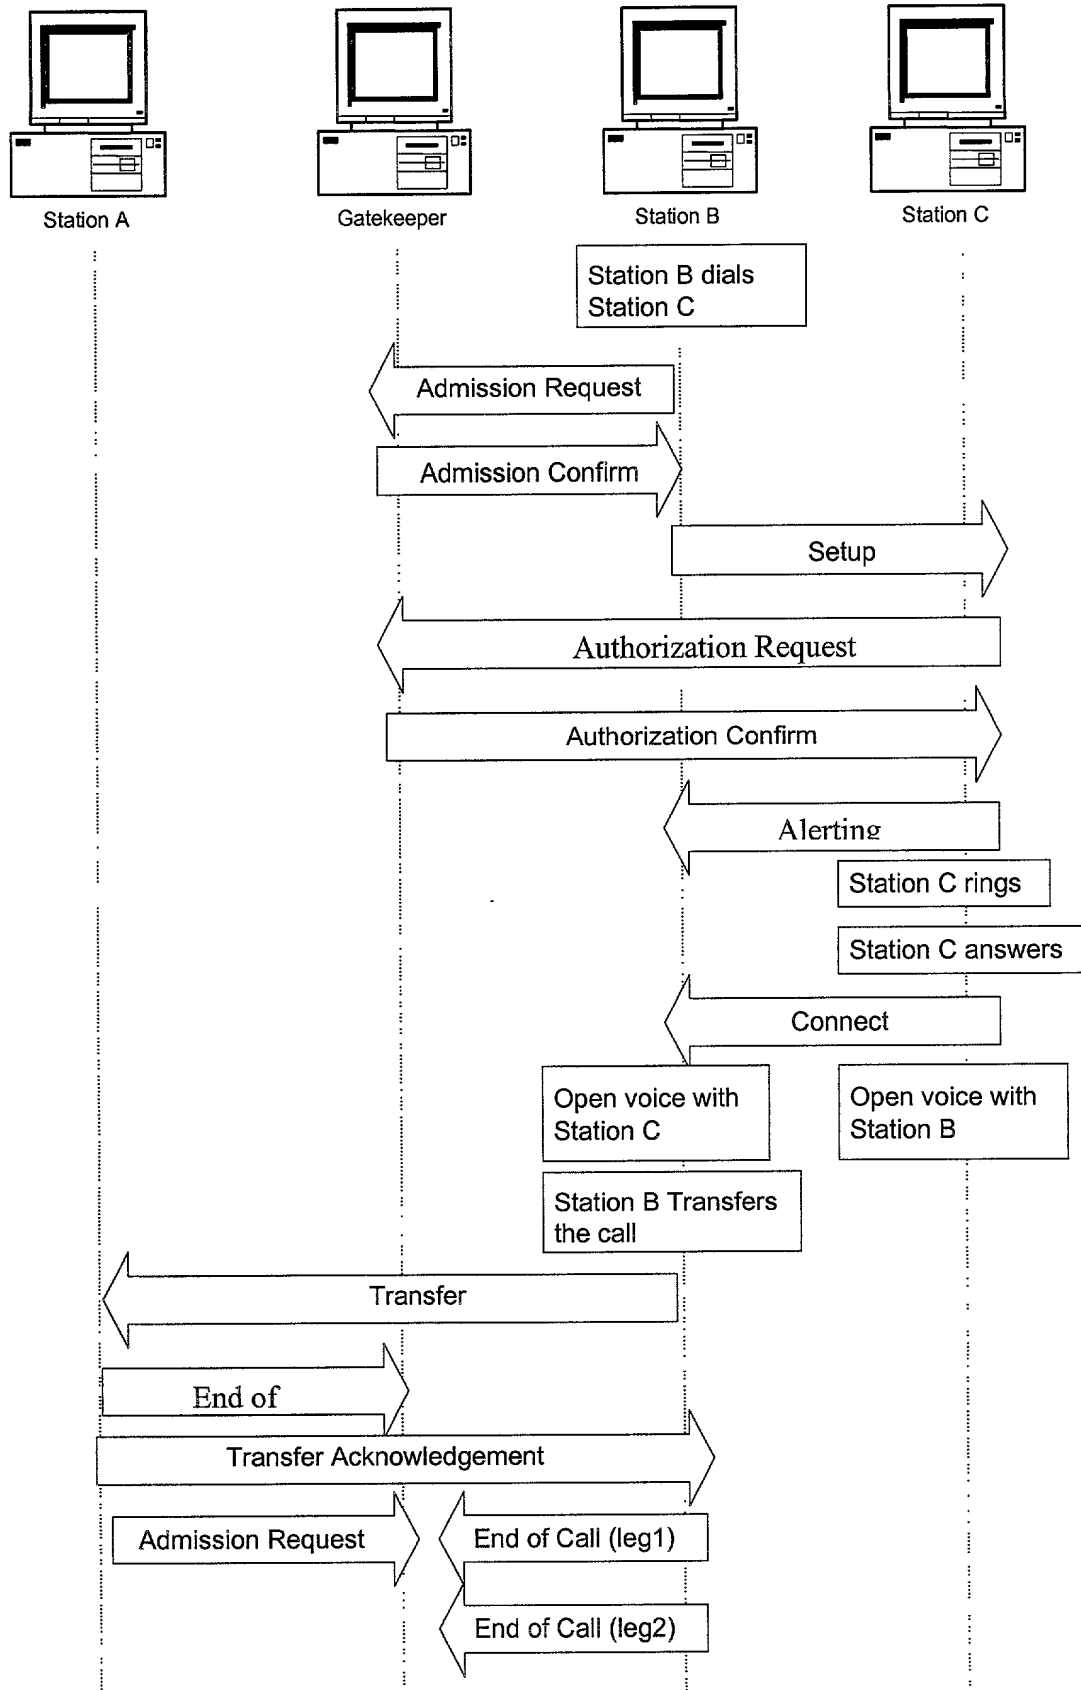 Station A
Gatekeeper
Station B
Station C
Station B dials
Station C
Admission Request
Admission Confirm
Setup
Authorization Request
Authorization Confirm
Alerting
Station C rings
Station C answers
Connect
Open voice with
Station C
Open voice with
Station B
Station B Transfers
the call
Transfer
End of
Transfer Acknowledgement
Admission Request
End of Call (leg1)
End of Call (leg2)